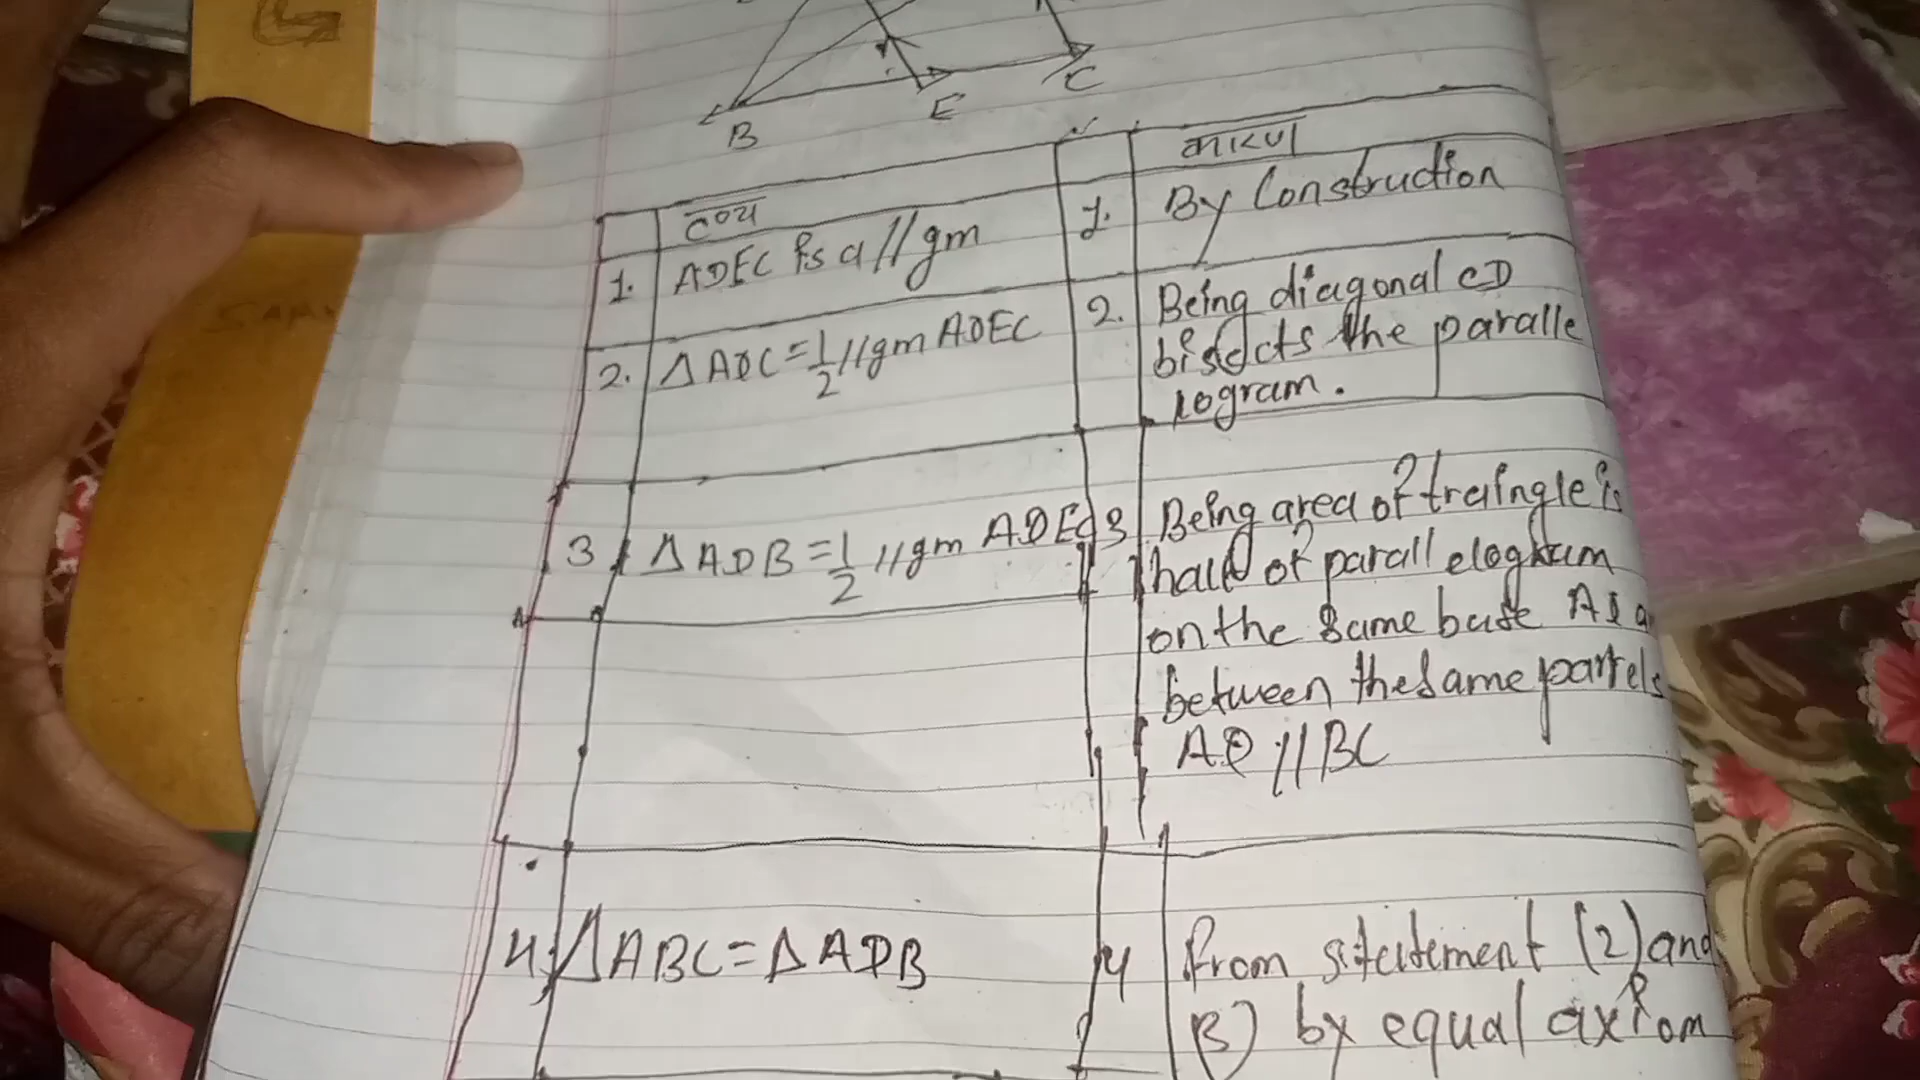 B
E
C
तथ्य
कारण
1. ADEC is a //gm
1. By Construction
2. ΔADC = 1/2 //gm ADEC
2. Being diagonal CD
bisects the paralle
logram.
3 ΔADB = 1/2 //gm ADEC
3 Being area of traingle is
half of parallelogram
on the same base
between the same parrels
AD // BC
4. ΔABC = ΔADB
4 From statement (2) and
(3) by equal axiom